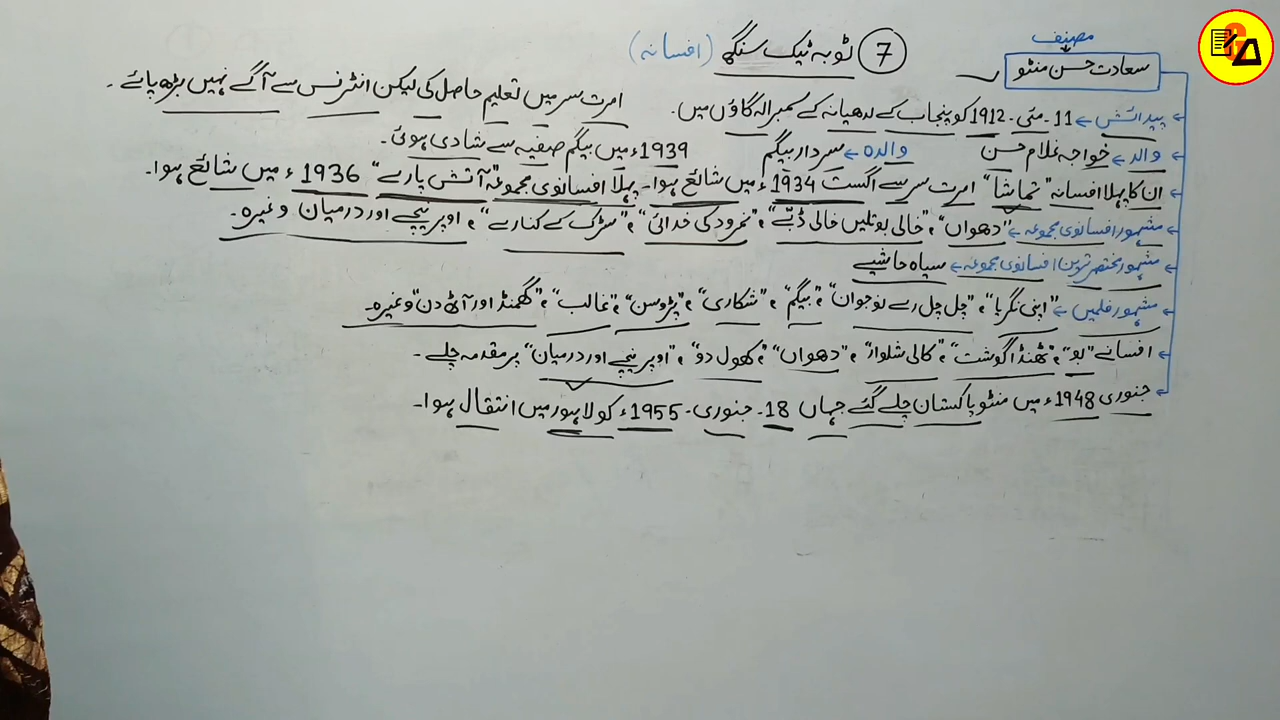 7 ٹوبہ ٹیک سنگھ (افسانہ)
مصنف
سعادت حسن منٹو
امرت سر میں تعلیم حاصل کی لیکن انٹرنس سے آگے نہیں بڑھ پائے۔
پیدائش ← 11۔ مئی۔ 1912 کو پنجاب کے لدھیانہ کے سمبرالہ گاؤں میں۔
والد ← خواجہ غلام حسن والدہ ← سردار بیگم 1939ء میں بیگم صفیہ سے شادی ہوئی۔
ان کا پہلا افسانہ "تماشا" امرت سر سے اگست 1934ء میں شائع ہوا۔ پہلا افسانوی مجموعہ "آتش پارے" 1936ء میں شائع ہوا۔
مشہور افسانوی مجموعہ ← "دھواں"، "خالی بوتلیں خالی ڈبّے"، "نمرود کی خدائی"، "سڑک کے کنارے"، اوپر نیچے اور درمیان وغیرہ۔
مشہور مختصر ترین افسانوی مجموعہ ← سیاہ حاشیے
مشہور فلمیں ← "اپنی نگریا"، "چل چل رے نوجوان"، "بیگم"، "شکاری"، "پڑوسن"، "غالب"، "گھمنڈ اور آٹھ دن" وغیرہ۔
افسانے "بو"، "ٹھنڈا گوشت"، "کالی شلوار"، "دھواں"، "کھول دو"، "اوپر نیچے اور درمیان" پر مقدمہ چلے۔
جنوری 1948ء میں منٹو پاکستان چلے گئے جہاں 18۔ جنوری۔ 1955ء کو لاہور میں انتقال ہوا۔